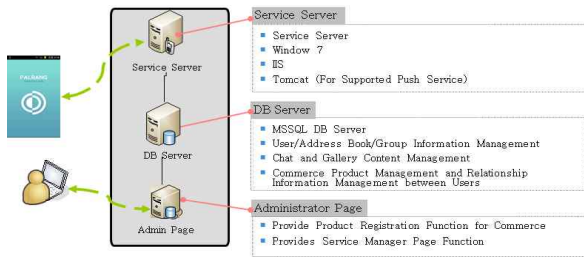 Service Server
Service Server
Window 7
IIS
Tomcat (For Supported Push Service)
Service Server
DB Server
MSSQL DB Server
User/Address Book/Group Information Management
Chat and Gallery Content Management
Commerce Product Management and Relationship
Information Management between Users
DB Server
Administrator Page
Provide Product Registration Function for Commerce
Provides Service Manager Page Function
Admin Page